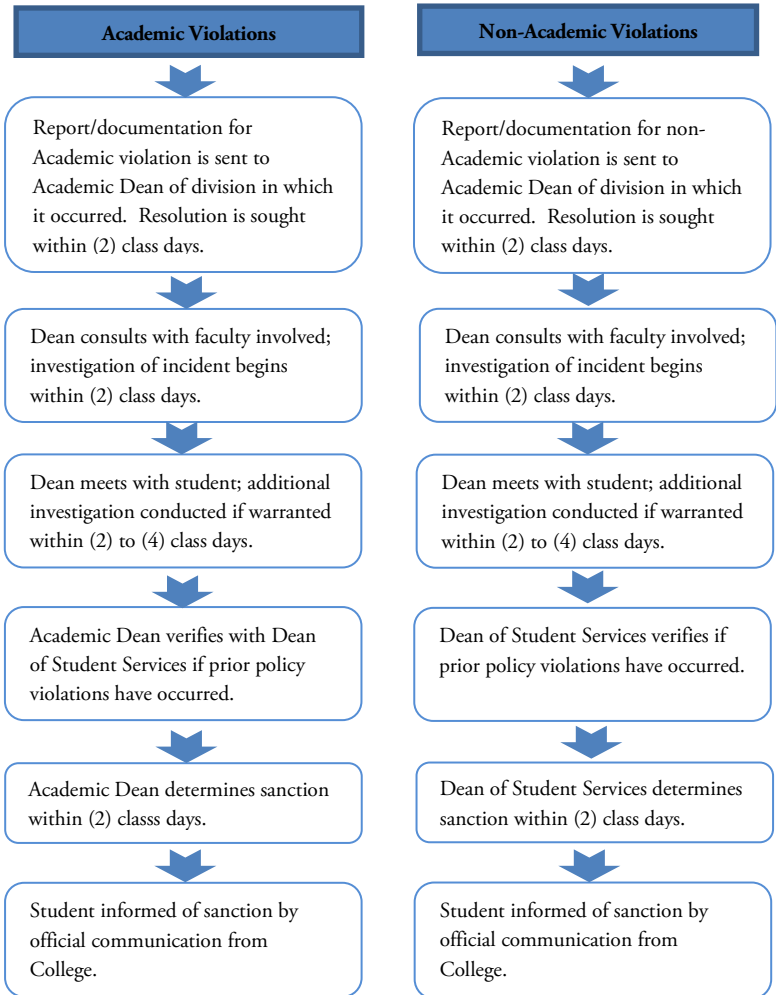 Academic Violations
Report/documentation for
Academic violation is sent to
Academic Dean of division in which
it occurred.  Resolution is sought
within (2) class days.
Dean consults with faculty involved;
investigation of incident begins
within (2) class days.
Dean meets with student; additional
investigation conducted if warranted
within (2) to (4) class days.
Academic Dean verifies with Dean
of Student Services if prior policy
violations have occurred.
Academic Dean determines sanction
within (2) classs days.
Student informed of sanction by
official communication from
College.
Non-Academic Violations
Report/documentation for non-
Academic violation is sent to
Academic Dean of division in which
it occurred.  Resolution is sought
within (2) class days.
Dean consults with faculty involved;
investigation of incident begins
within (2) class days.
Dean meets with student; additional
investigation conducted if warranted
within (2) to (4) class days.
Dean of Student Services verifies if
prior policy violations have occurred.
Dean of Student Services determines
sanction within (2) class days.
Student informed of sanction by
official communication from
College.